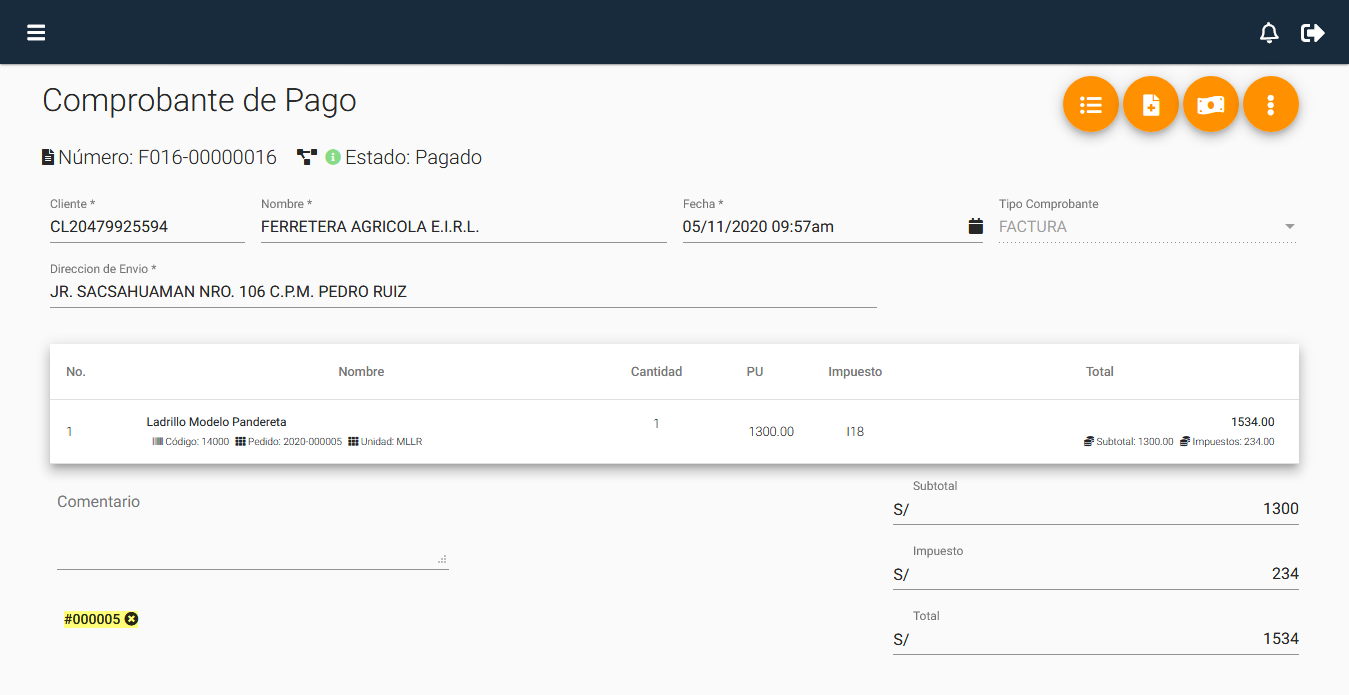 Comprobante de Pago
Número: F016-00000016 Estado: Pagado
Cliente * Nombre * Fecha * Tipo Comprobante
CL20479925594 FERRETERA AGRICOLA E.I.R.L. 05/11/2020 09:57am FACTURA
Direccion de Envio *
JR. SACSAHUAMAN NRO. 106 C.P.M. PEDRO RUIZ
No. Nombre Cantidad PU Impuesto Total
1 Ladrillo Modelo Pandereta 1 1300.00 I18 1534.00
Código: 14000 Pedido: 2020-000005 Unidad: MLLR Subtotal: 1300.00 Impuestos: 234.00
Comentario
Subtotal
S/ 1300
Impuesto
S/ 234
#000005
Total
S/ 1534